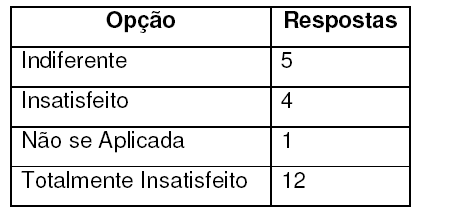 Opção Respostas
Indiferente 5
Insatisfeito 4
Não se Aplicada 1
Totalmente Insatisfeito 12